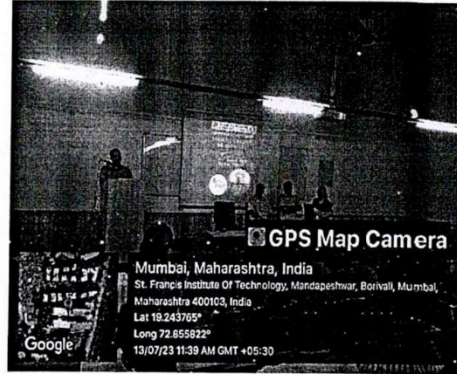 GPS Map Camera
Mumbai, Maharashtra, India
St. Francis Institute Of Technology, Mandapeshwar, Borivali, Mumbai,
Maharashtra 400103, India
Lat 19.243765°
Long 72.855822°
13/07/23 11:39 AM GMT +05:30
Google